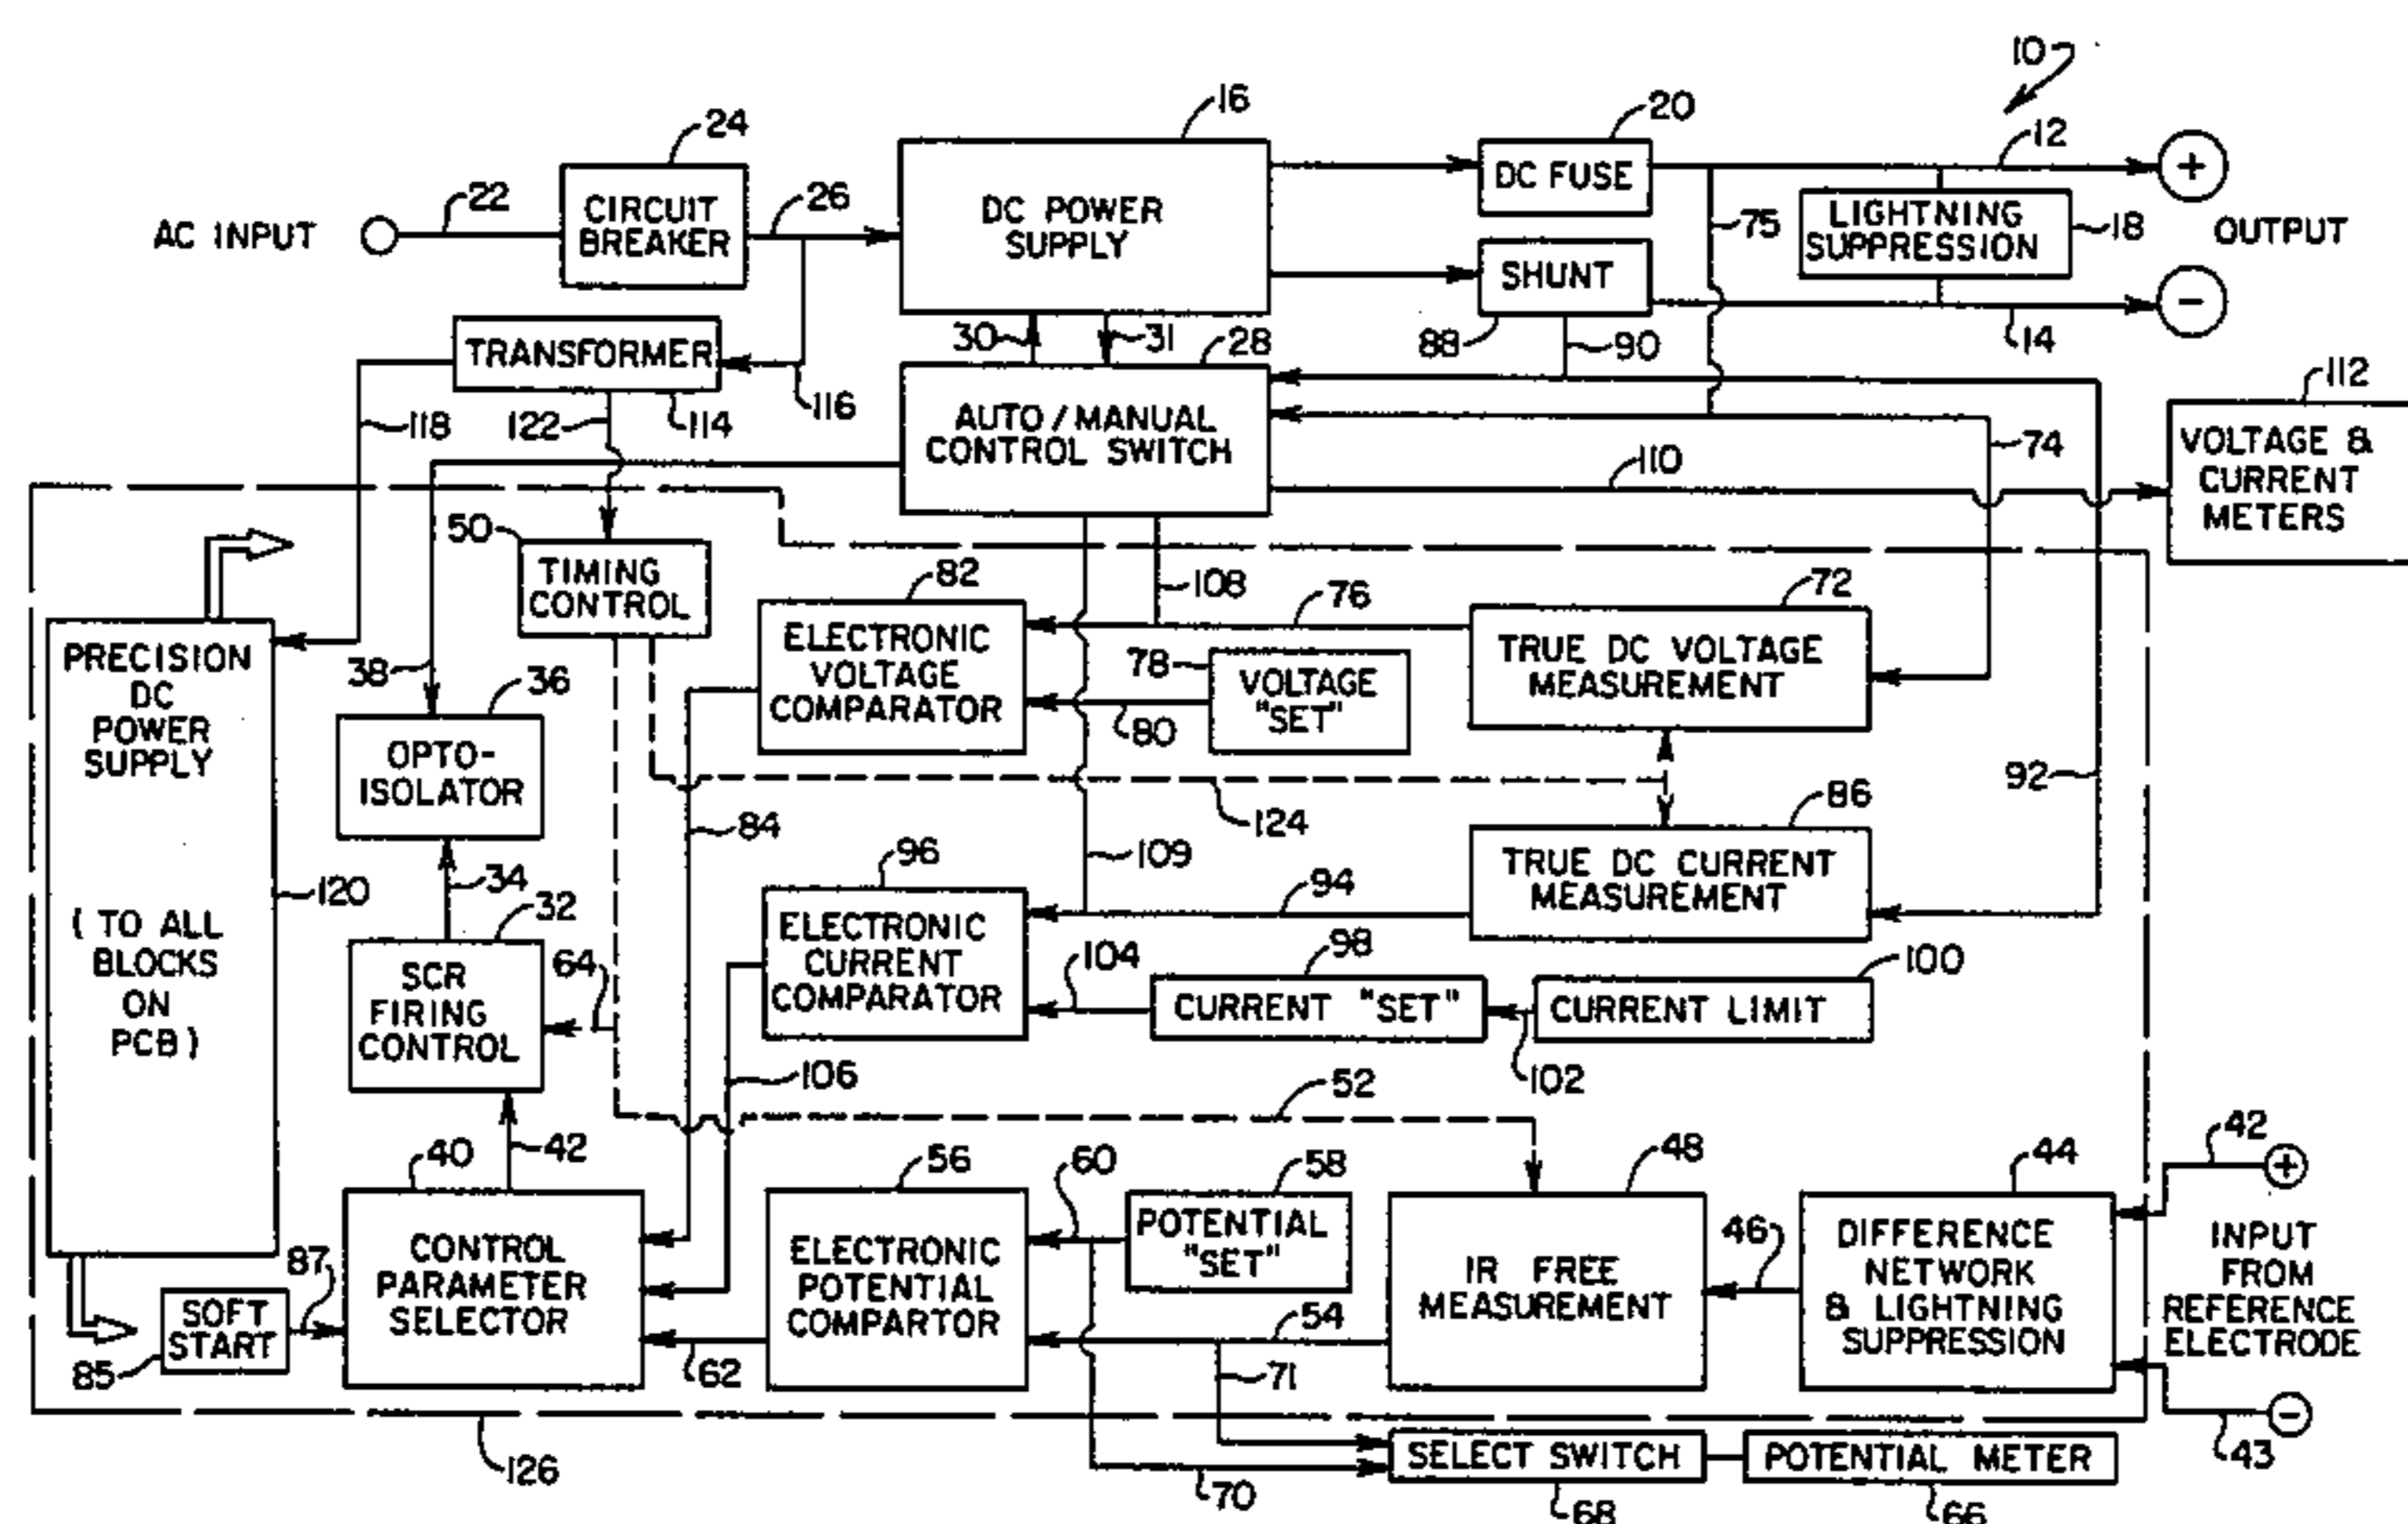 10
16
20
12
24
+
22
26
DC FUSE
AC INPUT
CIRCUIT
BREAKER
DC POWER
SUPPLY
75
LIGHTNING
SUPPRESSION
18
OUTPUT
SHUNT
−
30
31
28
88
90
14
TRANSFORMER
116
112
118
122
114
AUTO / MANUAL
CONTROL SWITCH
74
VOLTAGE &
CURRENT
METERS
110
50
TIMING
CONTROL
82
108
76
72
PRECISION
DC
POWER
SUPPLY
38
36
ELECTRONIC
VOLTAGE
COMPARATOR
78
VOLTAGE
"SET"
80
TRUE DC VOLTAGE
MEASUREMENT
OPTO-
ISOLATOR
92
84
124
86
96
109
TRUE DC CURRENT
MEASUREMENT
34
120
32
94
( TO ALL
BLOCKS
ON
PCB )
64
ELECTRONIC
CURRENT
COMPARATOR
104
98
100
SCR
FIRING
CONTROL
CURRENT "SET"
CURRENT LIMIT
106
102
52
40
42
56
60
58
48
44
42
+
POTENTIAL
"SET"
46
87
CONTROL
PARAMETER
SELECTOR
ELECTRONIC
POTENTIAL
COMPARTOR
IR FREE
MEASUREMENT
DIFFERENCE
NETWORK
& LIGHTNING
SUPPRESSION
INPUT
FROM
REFERENCE
ELECTRODE
SOFT
START
54
85
62
71
−
43
126
SELECT SWITCH
POTENTIAL METER
70
68
66